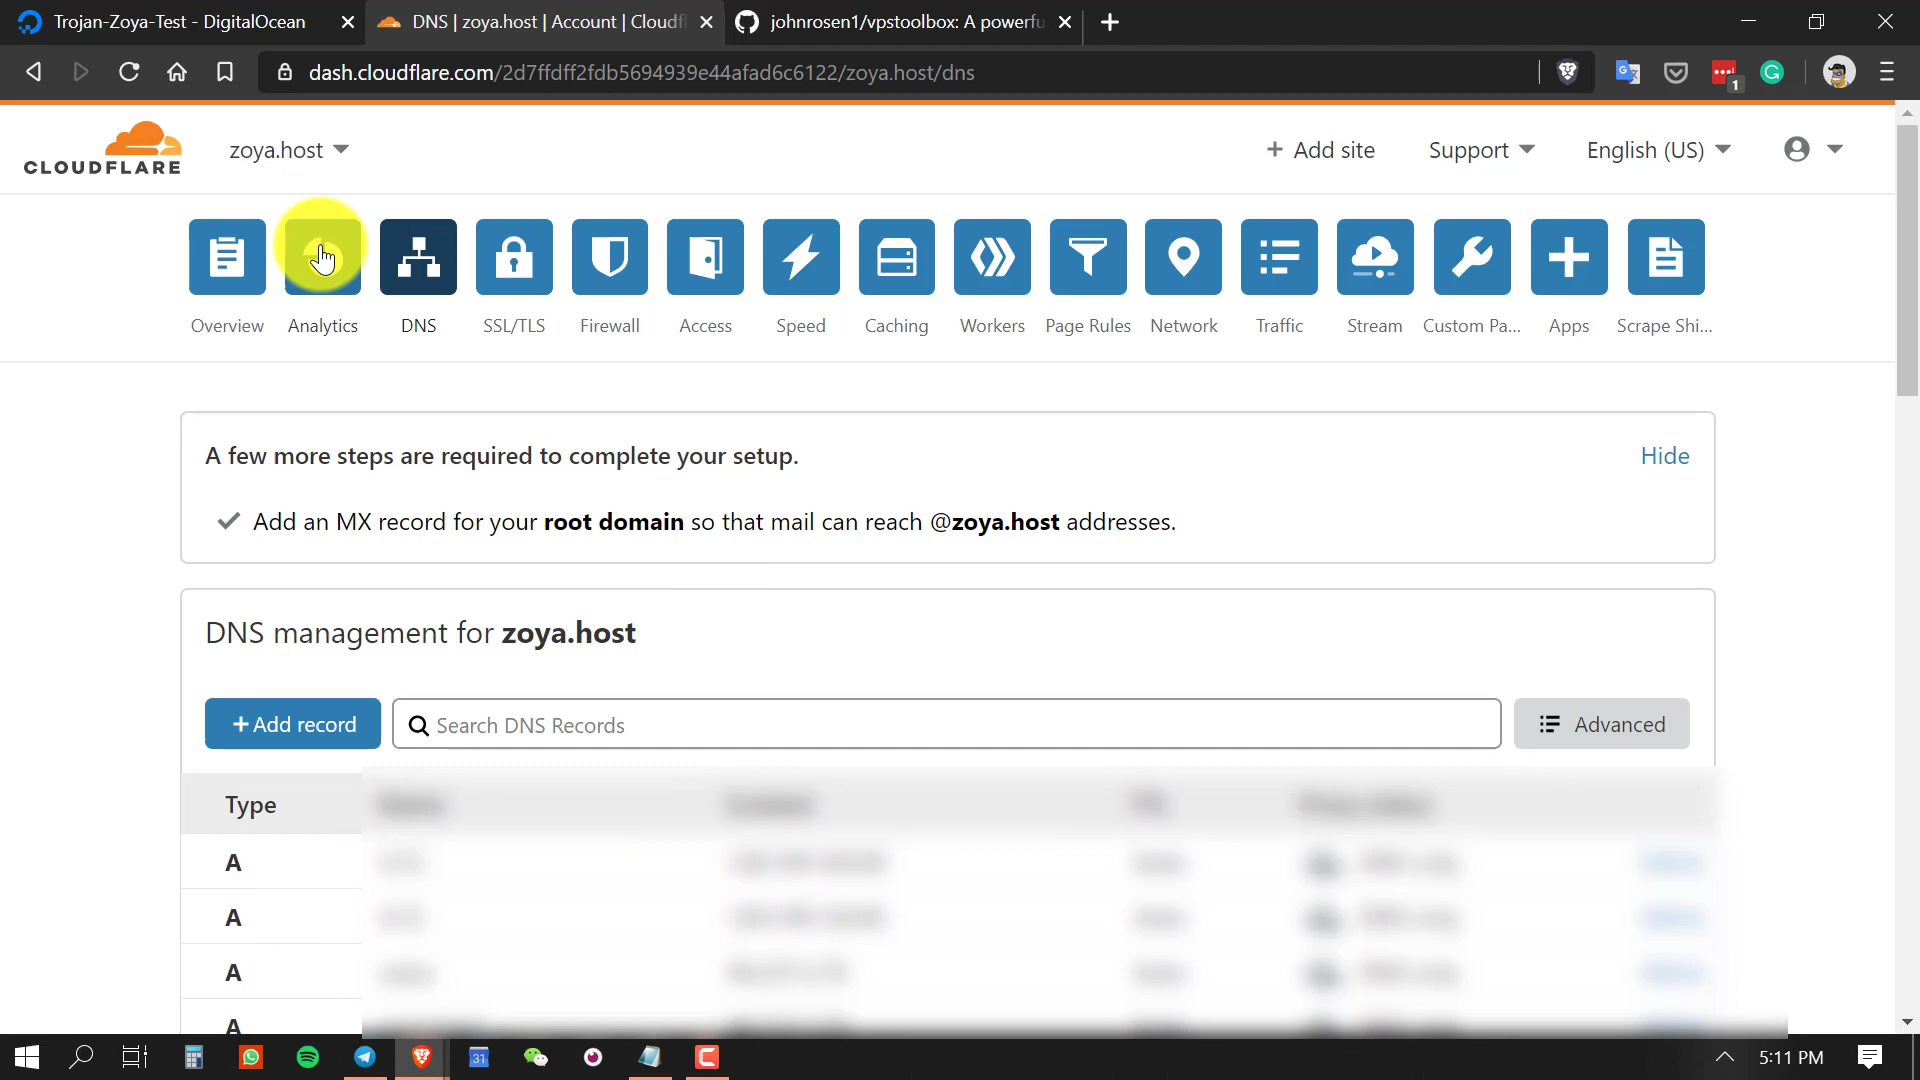 Trojan-Zoya-Test - DigitalOcean
DNS | zoya.host | Account | Cloudf
johnrosen1/vpstoolbox: A powerfu
dash.cloudflare.com/2d7ffdff2fdb5694939e44afad6c6122/zoya.host/dns
1
CLOUDFLARE
zoya.host
+ Add site
Support
English (US)
Overview
Analytics
DNS
SSL/TLS
Firewall
Access
Speed
Caching
Workers
Page Rules
Network
Traffic
Stream
Custom Pa...
Apps
Scrape Shi...
A few more steps are required to complete your setup.
Hide
Add an MX record for your root domain so that mail can reach @zoya.host addresses.
DNS management for zoya.host
+ Add record
Search DNS Records
Advanced
Type
A
A
A
A
31
5:11 PM